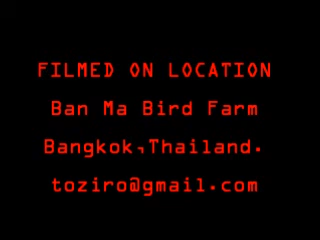 FILMED ON LOCATION
Ban Ma Bird Farm
Bangkok,Thailand.
toziro@gmail.com